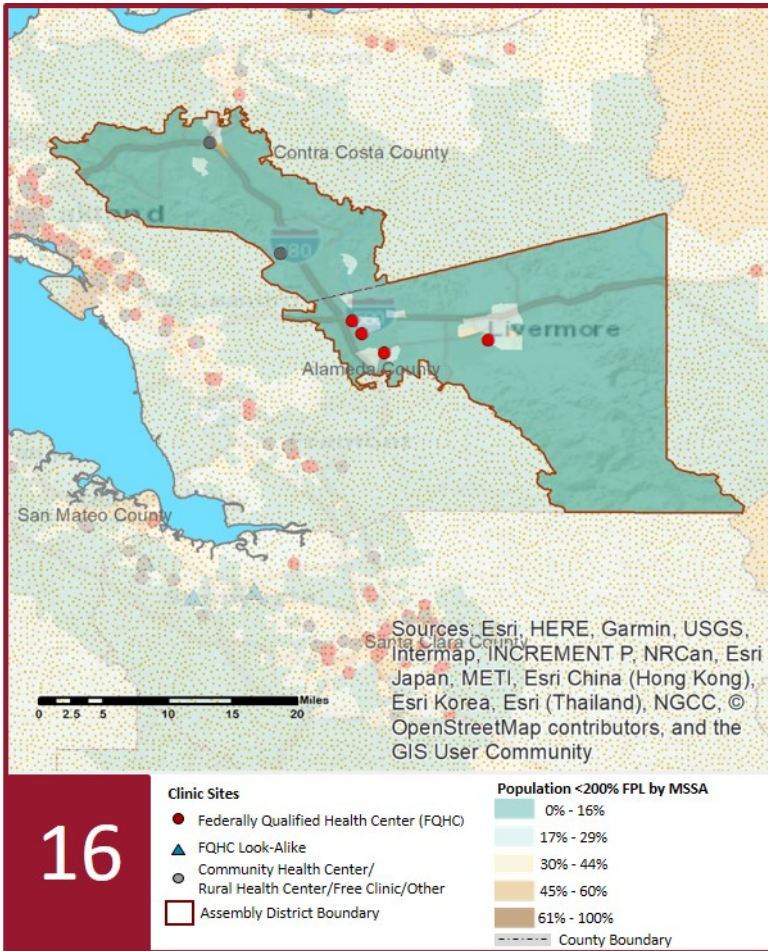 Contra Costa County
80
Livermore
Alameda County
San Mateo County
Santa Clara County
Sources: Esri, HERE, Garmin, USGS,
Intermap, INCREMENT P, NRCan, Esri
Japan, METI, Esri China (Hong Kong),
Esri Korea, Esri (Thailand), NGCC, ©
OpenStreetMap contributors, and the
GIS User Community
Miles
0 2.5 5 10 15 20
16
Clinic Sites
Federally Qualified Health Center (FQHC)
FQHC Look-Alike
Community Health Center/
Rural Health Center/Free Clinic/Other
Assembly District Boundary
Population <200% FPL by MSSA
0% - 16%
17% - 29%
30% - 44%
45% - 60%
61% - 100%
County Boundary